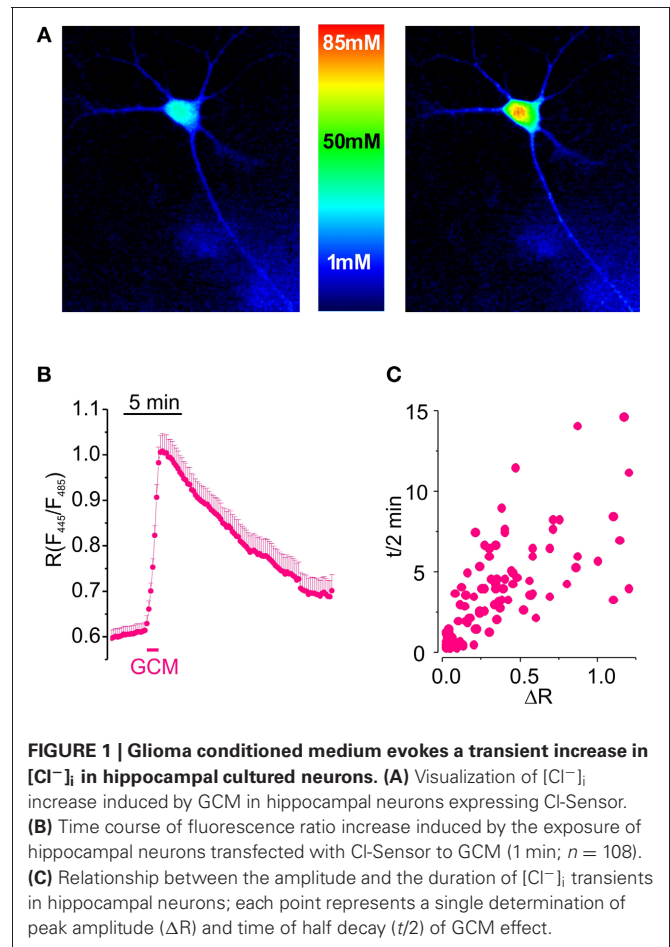 A
85mM
50mM
1mM
B
5 min
1.1
1.0
0.9
0.8
0.7
0.6
R(F445/F485)
GCM
C
15
10
5
0
t/2 min
0.0
0.5
1.0
ΔR
FIGURE 1 | Glioma conditioned medium evokes a transient increase in
[Cl−]i in hippocampal cultured neurons. (A) Visualization of [Cl−]i
increase induced by GCM in hippocampal neurons expressing Cl-Sensor.
(B) Time course of fluorescence ratio increase induced by the exposure of
hippocampal neurons transfected with Cl-Sensor to GCM (1 min; n = 108).
(C) Relationship between the amplitude and the duration of [Cl−]i transients
in hippocampal neurons; each point represents a single determination of
peak amplitude (ΔR) and time of half decay (t/2) of GCM effect.